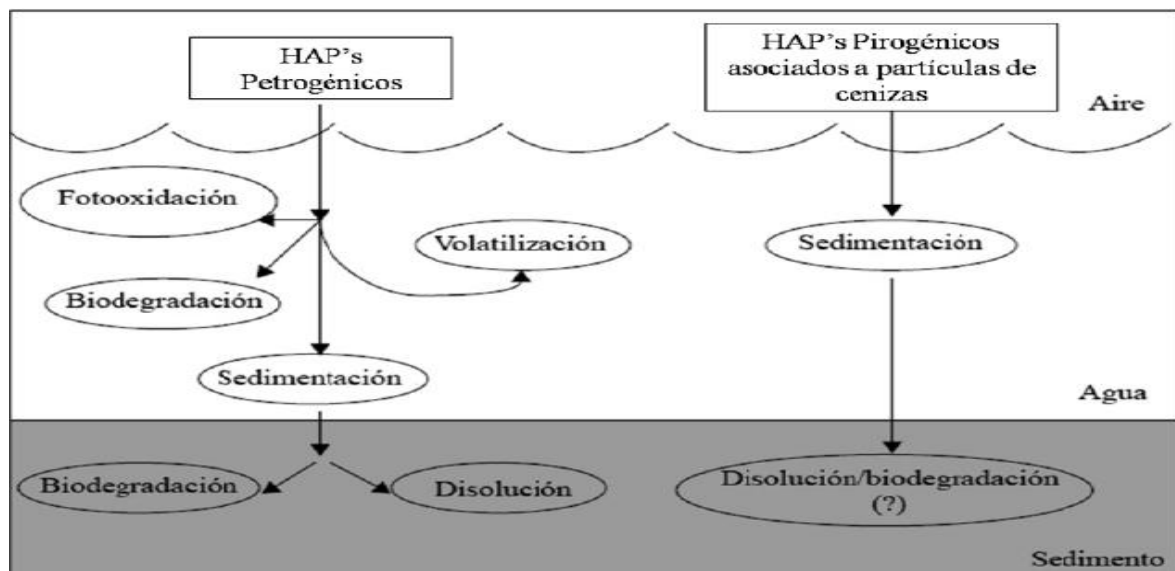 HAP's
Petrogénicos
HAP's Pirogénicos
asociados a partículas de
cenizas
Aire
Fotooxidación
Volatilización
Sedimentación
Biodegradación
Sedimentación
Agua
Biodegradación
Disolución
Disolución/biodegradación
(?)
Sedimento